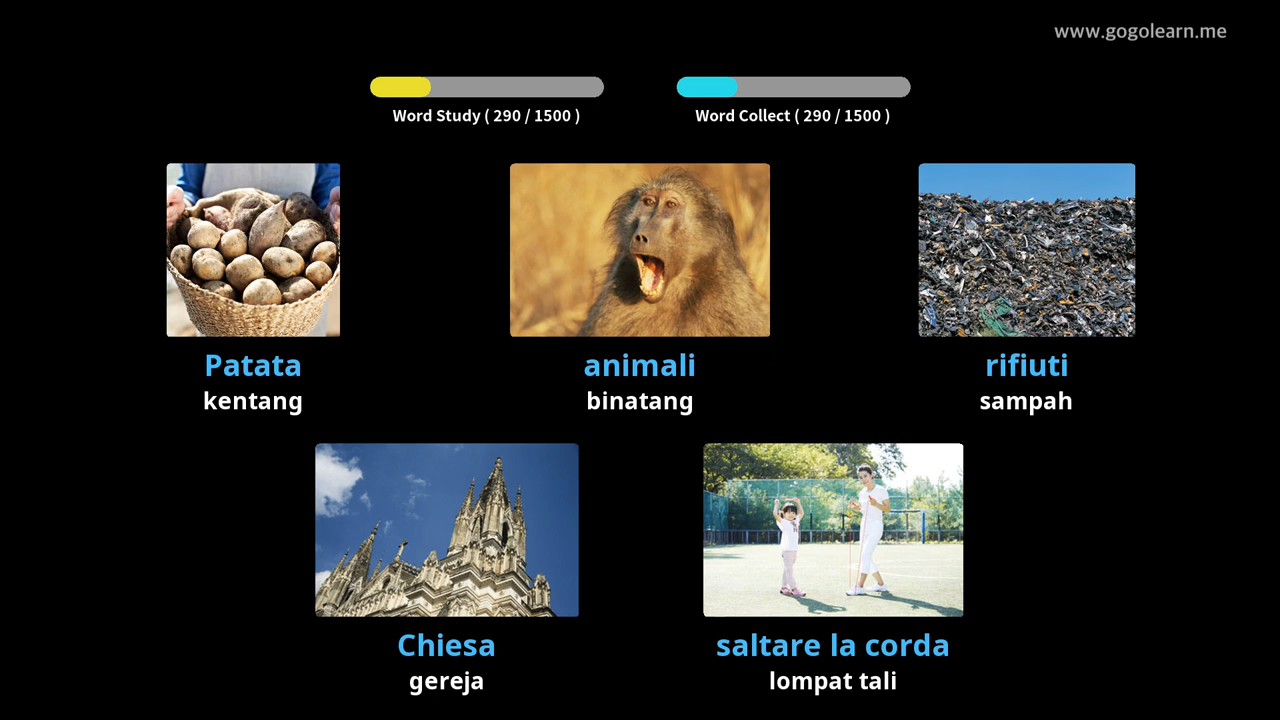 www.gogolearn.me
Word Study ( 290 / 1500 )
Word Collect ( 290 / 1500 )
Patata
kentang
animali
binatang
rifiuti
sampah
Chiesa
gereja
saltare la corda
lompat tali